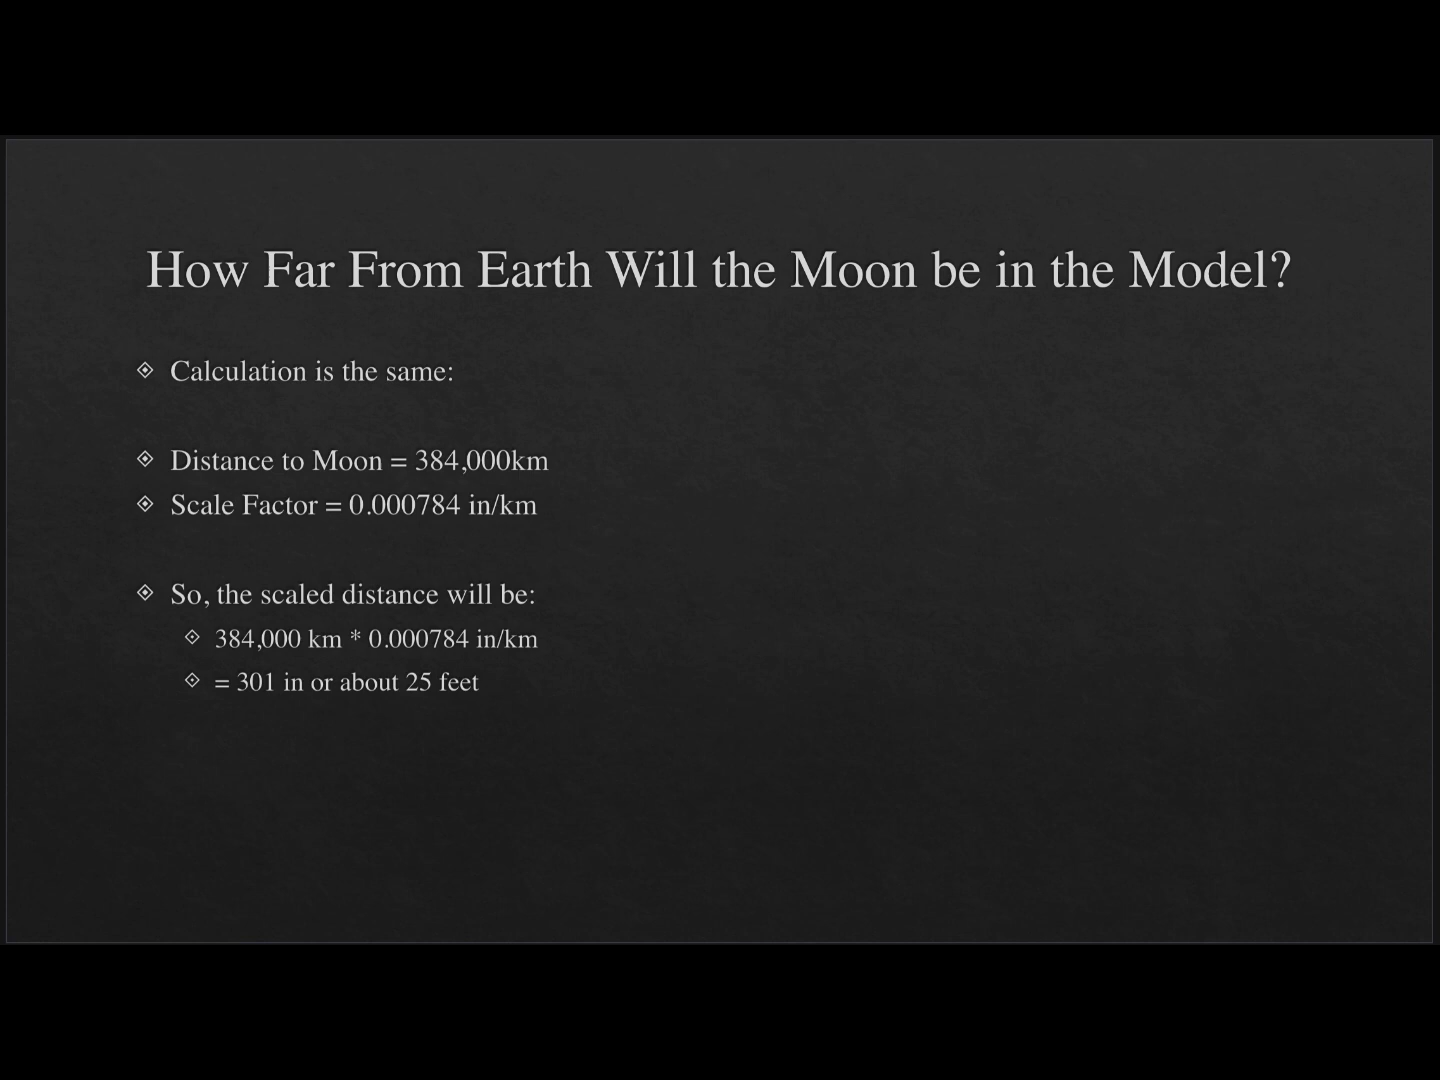 How Far From Earth Will the Moon be in the Model?
Calculation is the same:
Distance to Moon = 384,000km
Scale Factor = 0.000784 in/km
So, the scaled distance will be:
384,000 km * 0.000784 in/km
= 301 in or about 25 feet